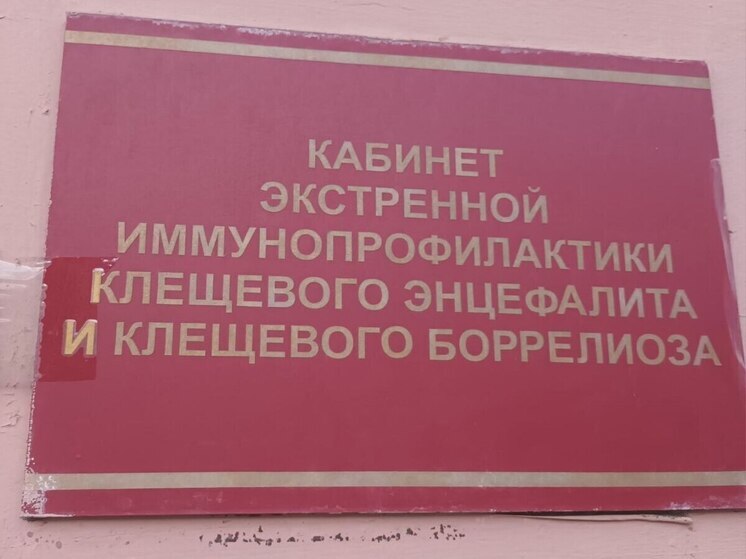 КАБИНЕТ
ЭКСТРЕННОЙ
ИММУНОПРОФИЛАКТИКИ
КЛЕЩЕВОГО ЭНЦЕФАЛИТА
И КЛЕЩЕВОГО БОРРЕЛИОЗА